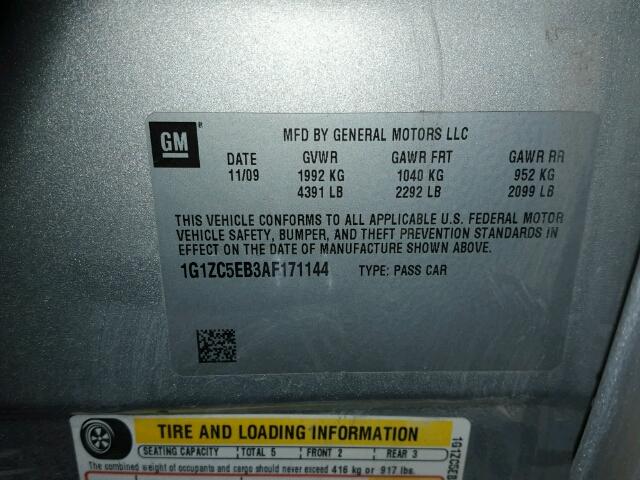 GM ®
MFD BY GENERAL MOTORS LLC
DATE GVWR GAWR FRT GAWR RR
11/09 1992 KG 1040 KG 952 KG
4391 LB 2292 LB 2099 LB
THIS VEHICLE CONFORMS TO ALL APPLICABLE U.S. FEDERAL MOTOR
VEHICLE SAFETY, BUMPER, AND THEFT PREVENTION STANDARDS IN
EFFECT ON THE DATE OF MANUFACTURE SHOWN ABOVE.
1G1ZC5EB3AF171144 TYPE: PASS CAR
TIRE AND LOADING INFORMATION
SEATING CAPACITY TOTAL 5 FRONT 2 REAR 3
The combined weight of occupants and cargo should never exceed 416 kg or 917 lbs.
1G1ZC5EB